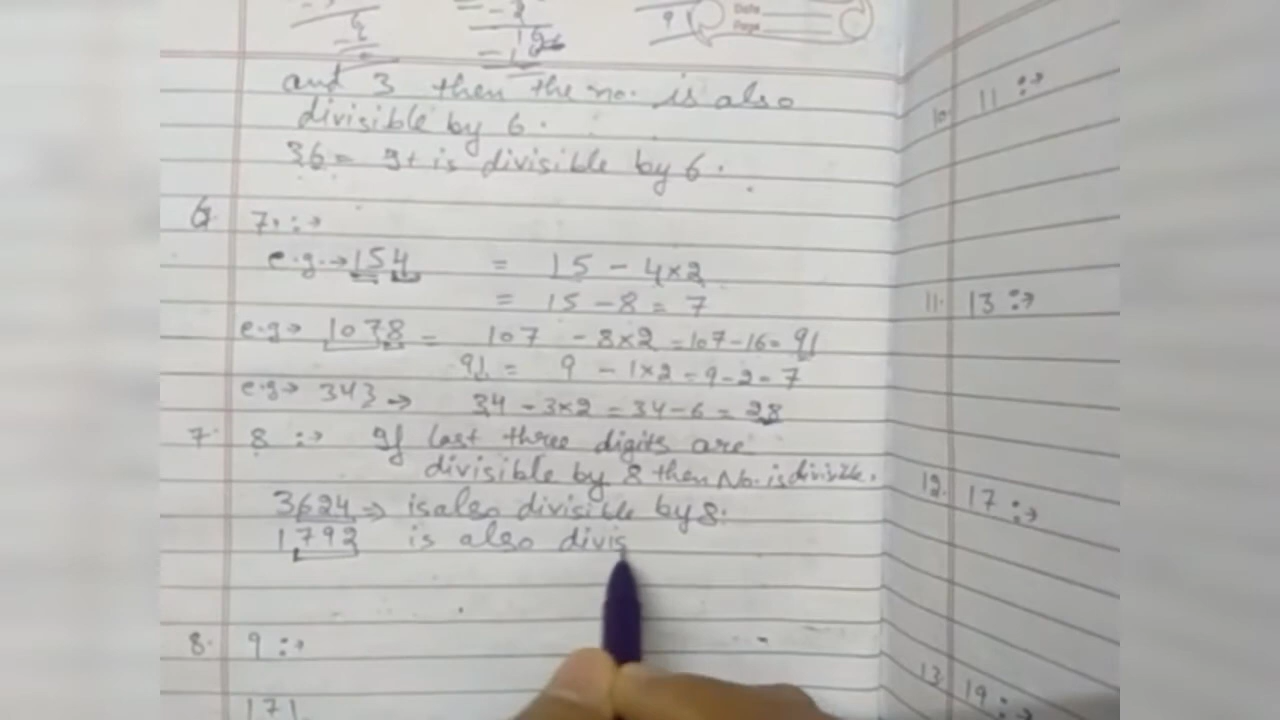 Date
Page
and 3 then the no. is also
divisible by 6.
36 = It is divisible by 6.
6. 7. :→
e.g. → 154 = 15 - 4×2
= 15 - 8 = 7
e.g → 1078 = 107 - 8×2 = 107 - 16 = 91
91 = 9 - 1×2 = 9 - 2 = 7
e.g → 343 → 34 - 3×2 = 34 - 6 = 28
7. 8 :→ If last three digits are
divisible by 8 then No. is divisible.
3624 → is also divisible by 8.
1792 is also divis
8. 9 :→
171
10. 11 :→
11. 13 :→
12. 17 :→
13. 19 :→